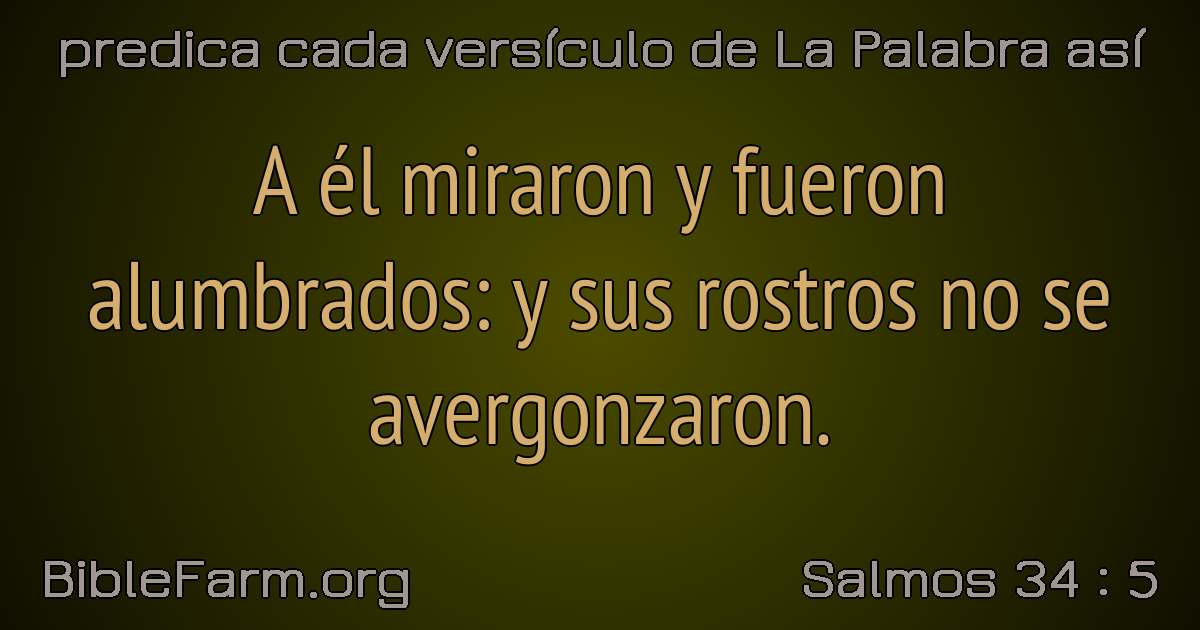 predica cada versículo de La Palabra así
A él miraron y fueron
alumbrados: y sus rostros no se
avergonzaron.
BibleFarm.org
Salmos 34 : 5